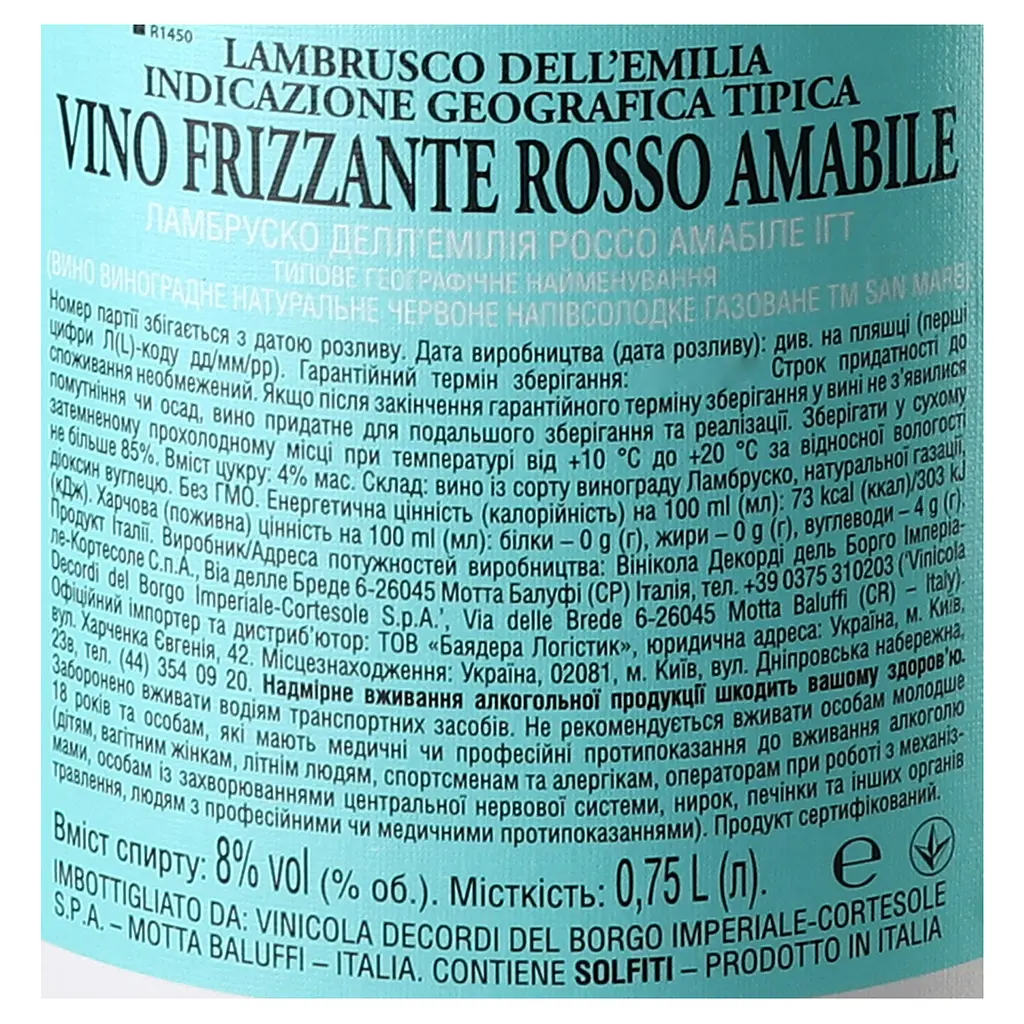 R1450
LAMBRUSCO DELL'EMILIA
INDICAZIONE GEOGRAFICA TIPICA
VINO FRIZZANTE ROSSO AMABILE
ЛАМБРУСКО ДЕЛЛ'ЕМІЛІЯ РОССО АМАБІЛЕ ІГТ
ТИПОВЕ ГЕОГРАФІЧНЕ НАЙМЕНУВАННЯ
(ВИНО ВИНОГРАДНЕ НАТУРАЛЬНЕ ЧЕРВОНЕ НАПІВСОЛОДКЕ ГАЗОВАНЕ ТМ SAN MARE
Номер партії збігається з датою розливу. Дата виробництва (дата розливу): див. на пляшці (перші
цифри Л(L)-коду дд/мм/рр). Гарантійний термін зберігання: Строк придатності до
споживання необмежений. Якщо після закінчення гарантійного терміну зберігання у вині не з'явилися
помутніння чи осад, вино придатне для подальшого зберігання та реалізації. Зберігати у сухому
затемненому прохолодному місці при температурі від +10 °C до +20 °C за відносної вологості
не більше 85%. Вміст цукру: 4% мас. Склад: вино із сорту винограду Ламбруско, натуральної газації,
діоксин вуглецю. Без ГМО. Енергетична цінність (калорійність) на 100 ml (мл): 73 kcal (ккал)/303 kJ
(кДж). Харчова (поживна) цінність на 100 ml (мл): білки – 0 g (г), жири – 0 g (г), вуглеводи – 4 g (г).
Продукт Італії. Виробник/Адреса потужностей виробництва: Вінікола Декорді дель Борго Імперіа-
ле-Кортесоле С.п.А., Віа делле Бреде 6-26045 Мотта Балуфі (СР) Італія, тел. +39 0375 310203 ('Vinicola
Decordi del Borgo Imperiale-Cortesole S.p.A.', Via delle Brede 6-26045 Motta Baluffi (CR) – Italy).
Офіційний імпортер та дистриб'ютор: ТОВ «Баядера Логістик», юридична адреса: Україна, м. Київ,
вул. Харченка Євгенія, 42. Місцезнаходження: Україна, 02081, м. Київ, вул. Дніпровська набережна,
23в, тел. (44) 354 09 20. Надмірне вживання алкогольної продукції шкодить вашому здоров'ю.
Заборонено вживати водіям транспортних засобів. Не рекомендується вживати особам молодше
18 років та особам, які мають медичні чи професійні протипоказання до вживання алкоголю
(дітям, вагітним жінкам, літнім людям, спортсменам та алергікам, операторам при роботі з механіз-
мами, особам із захворюваннями центральної нервової системи, нирок, печінки та інших органів
травлення, людям з професійними чи медичними протипоказаннями). Продукт сертифікований.
Вміст спирту: 8% vol (% об.). Місткість: 0,75 L (л). e
IMBOTTIGLIATO DA: VINICOLA DECORDI DEL BORGO IMPERIALE-CORTESOLE
S.P.A. – MOTTA BALUFFI – ITALIA. CONTIENE SOLFITI – PRODOTTO IN ITALIA